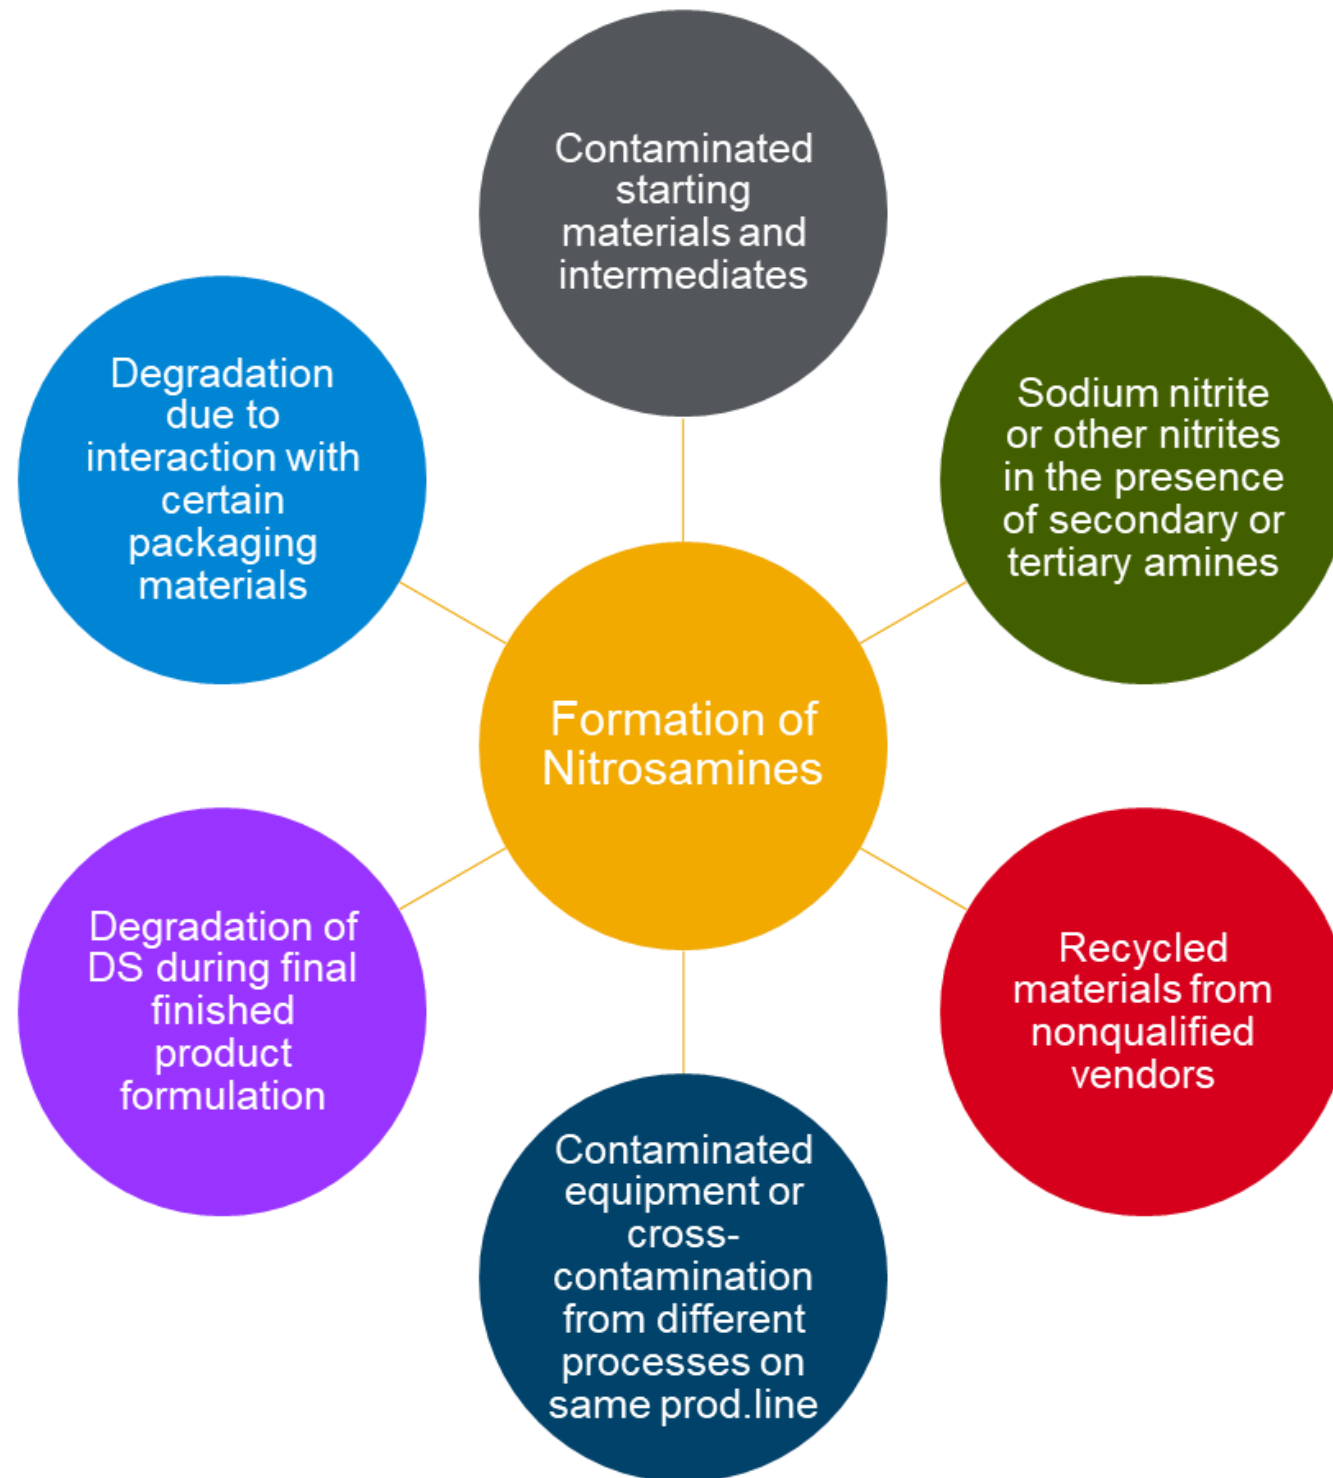 Contaminated
starting
materials and
intermediates
Sodium nitrite
or other nitrites
in the presence
of secondary or
tertiary amines
Recycled
materials from
nonqualified
vendors
Contaminated
equipment or
cross-
contamination
from different
processes on
same prod.line
Degradation of
DS during final
finished
product
formulation
Degradation
due to
interaction with
certain
packaging
materials
Formation of
Nitrosamines